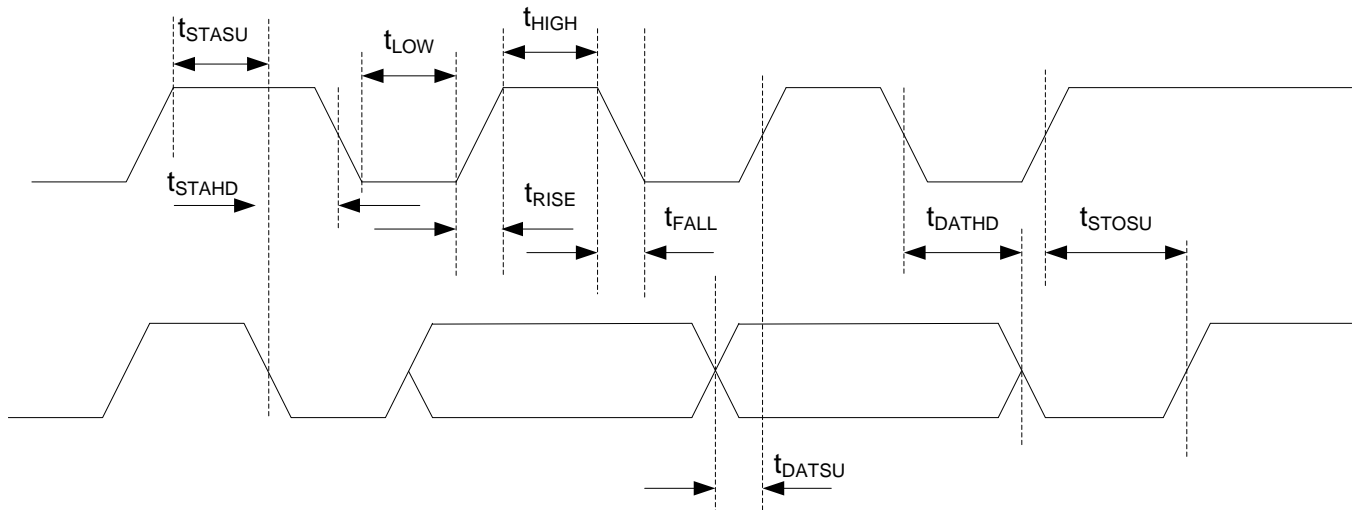 tSTASU
tLOW
tHIGH
tSTAHD
tRISE
tFALL
tDATHD
tSTOSU
tDATSU